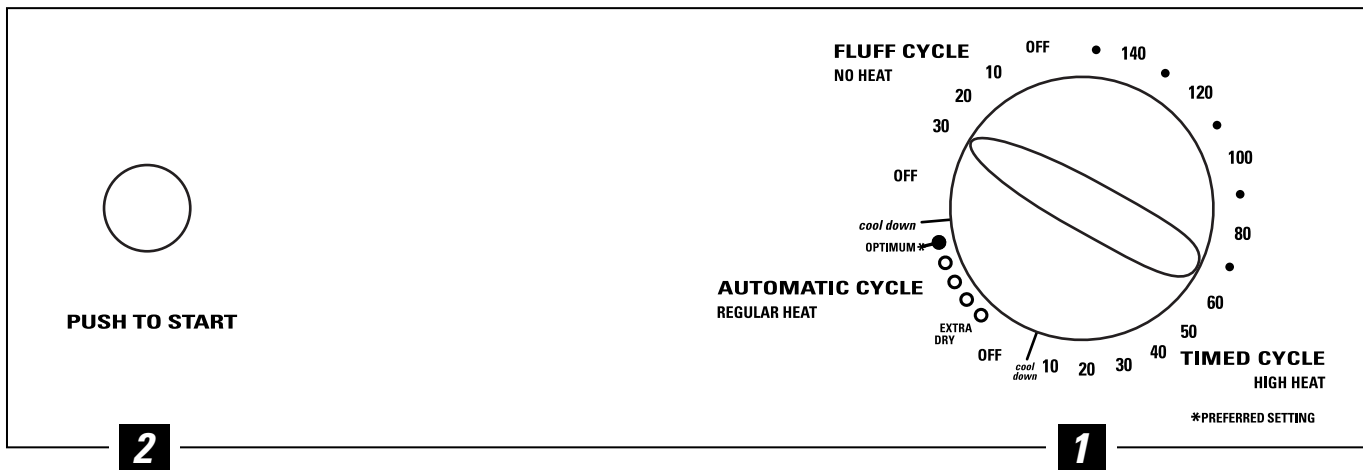 FLUFF CYCLE
NO HEAT
OFF
140
120
100
80
60
50
40
30
20
10
cool
down
OFF
EXTRA
DRY
OPTIMUM*
cool down
OFF
30
20
10
AUTOMATIC CYCLE
REGULAR HEAT
TIMED CYCLE
HIGH HEAT
*PREFERRED SETTING
PUSH TO START
2
1